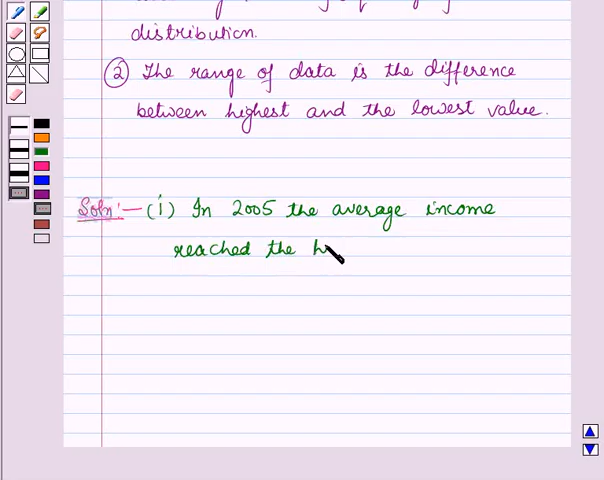 distribution.
② The range of data is the difference
between highest and the lowest value.
Soln:- (i) In 2005 the average income
reached the h